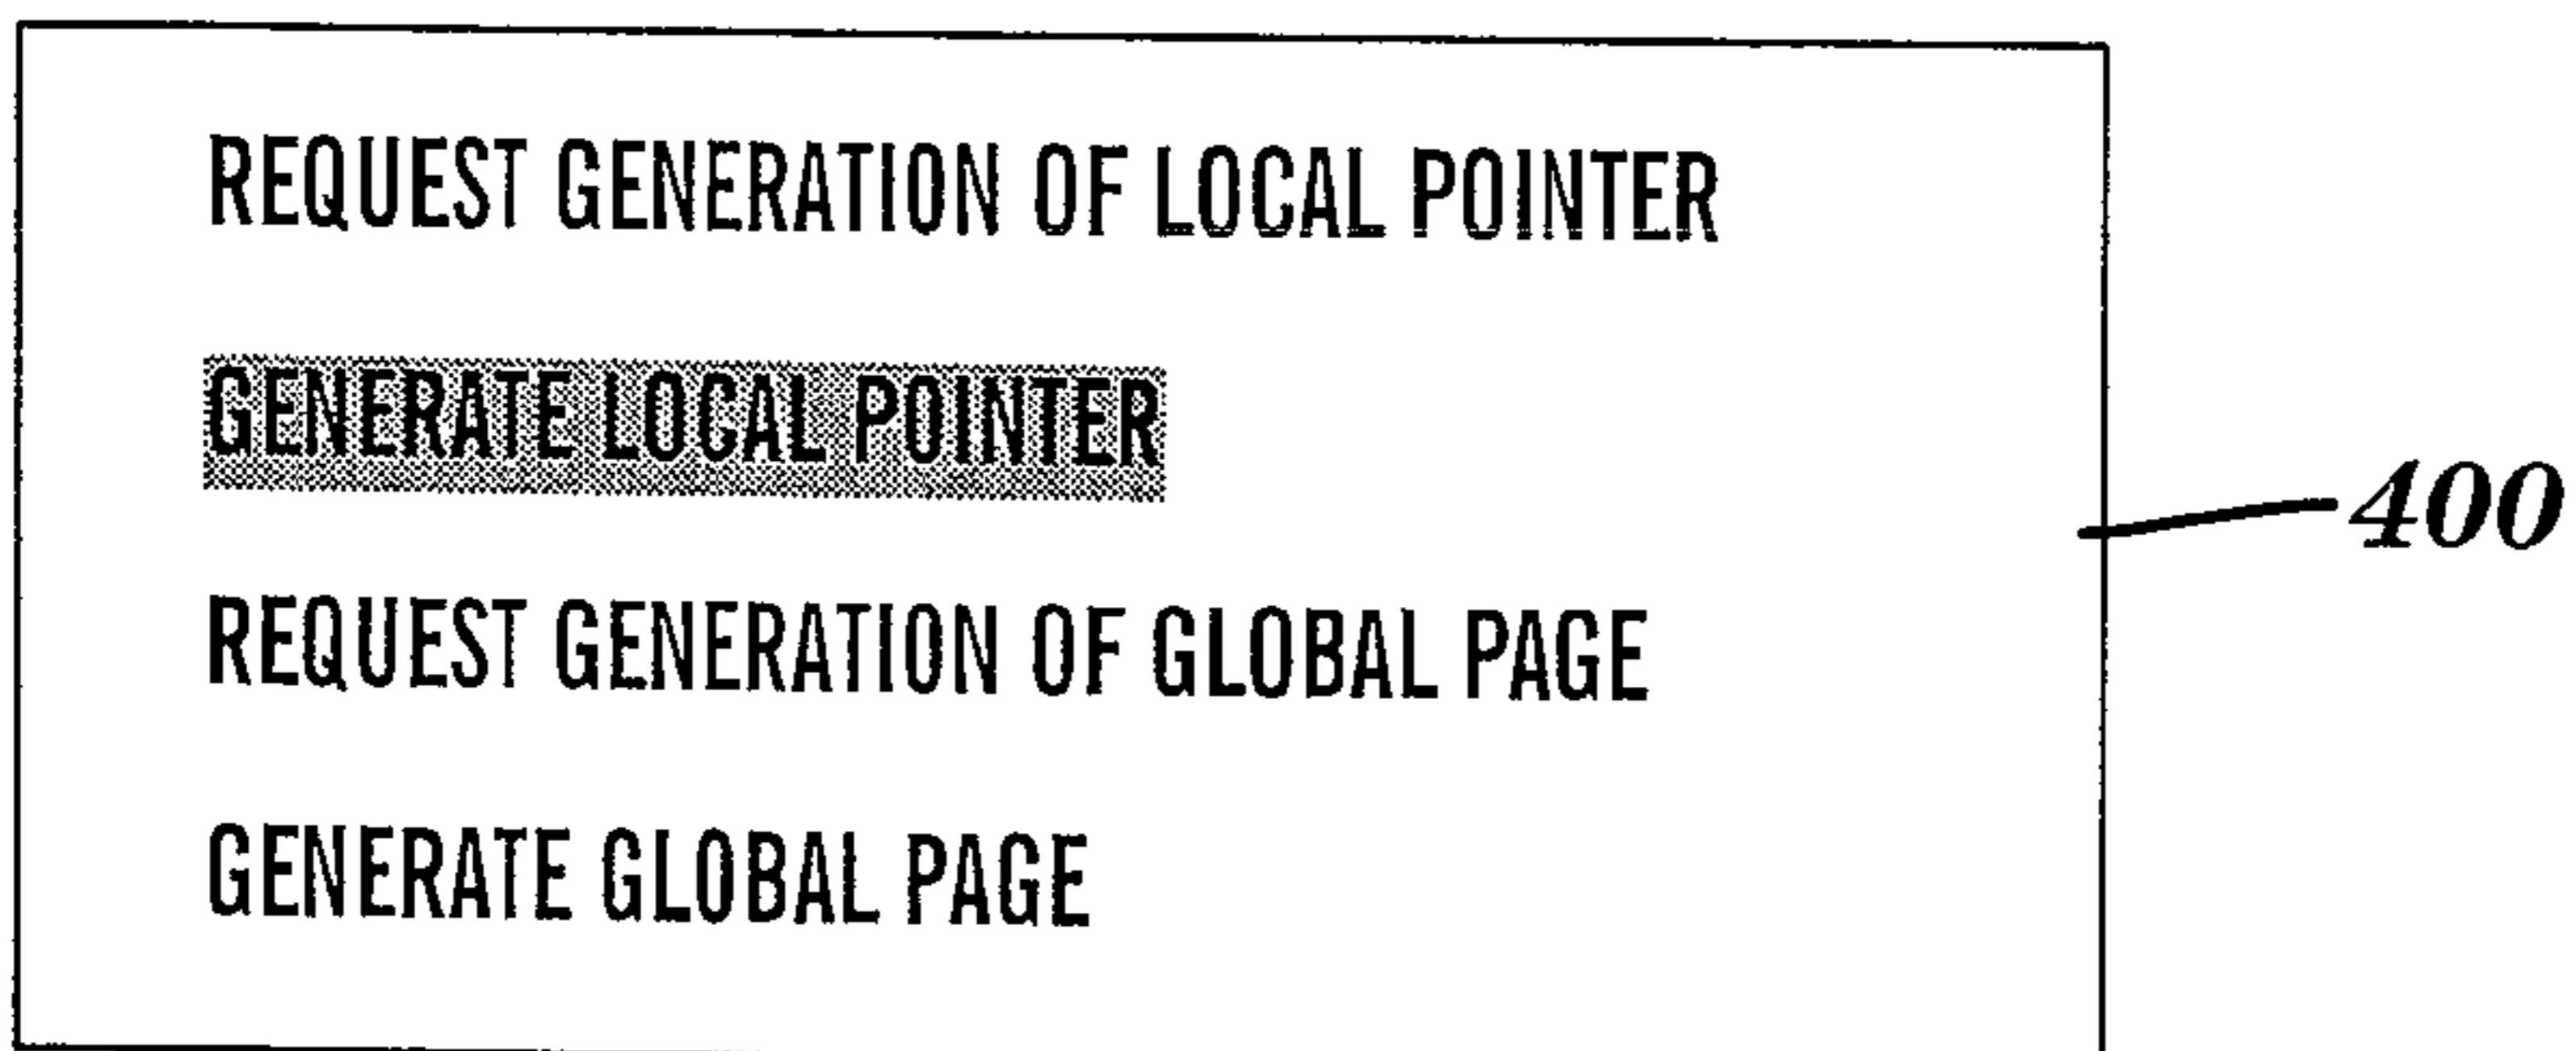 REQUEST GENERATION OF LOCAL POINTER
GENERATE LOCAL POINTER
400
REQUEST GENERATION OF GLOBAL PAGE
GENERATE GLOBAL PAGE